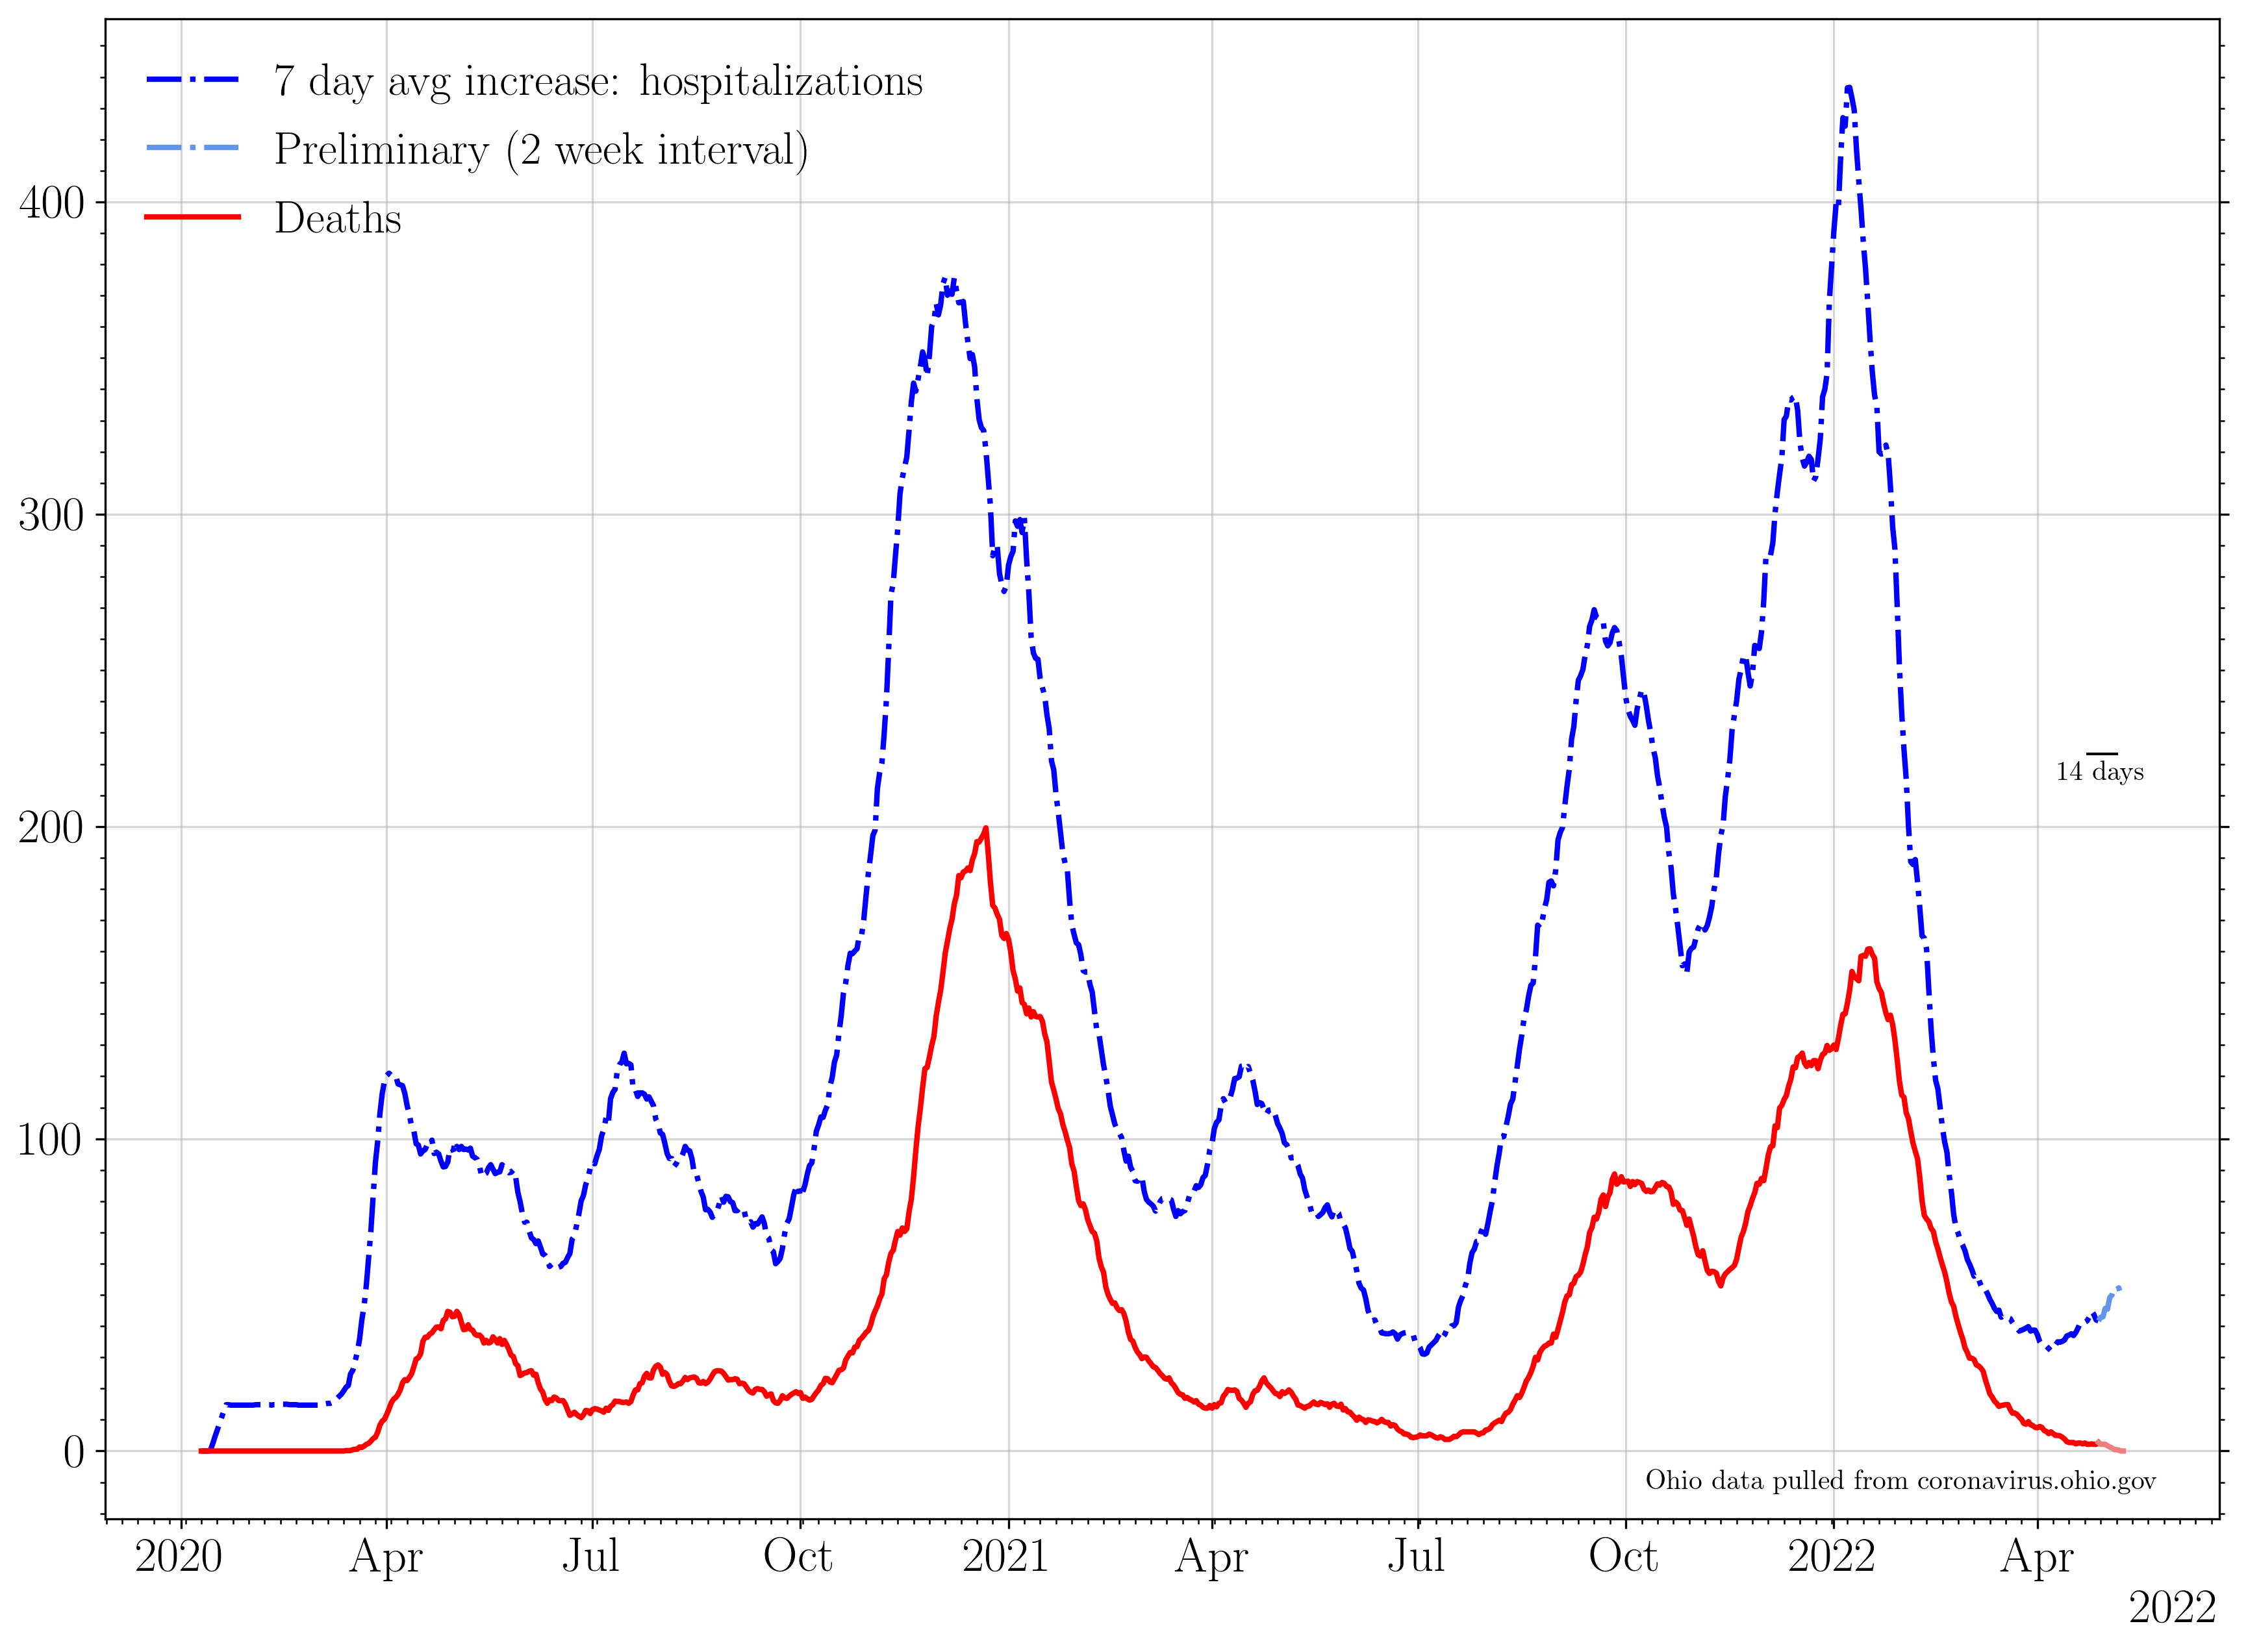 7 day avg increase: hospitalizations
Preliminary (2 week interval)
Deaths
400
300
200
100
0
14 days
Ohio data pulled from coronavirus.ohio.gov
2020 Apr Jul Oct 2021 Apr Jul Oct 2022 Apr
2022